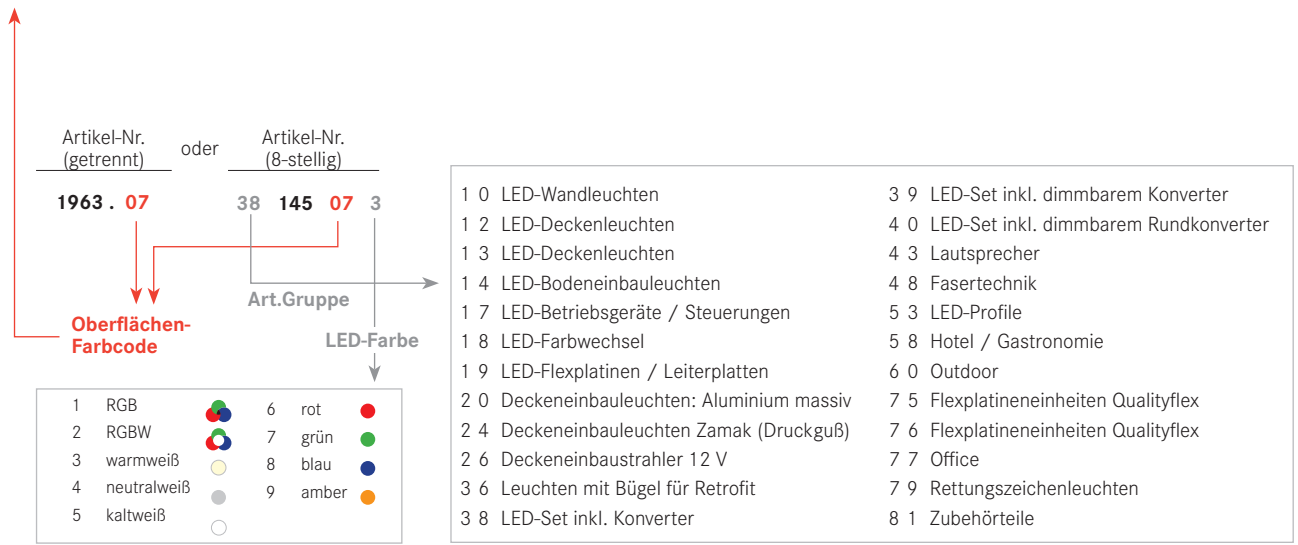 Artikel-Nr.
(getrennt)
oder
Artikel-Nr.
(8-stellig)
1963 . 07
38 145 07 3
Art.Gruppe
Oberflächen-
Farbcode
LED-Farbe
1 RGB
2 RGBW
3 warmweiß
4 neutralweiß
5 kaltweiß
6 rot
7 grün
8 blau
9 amber
1 0 LED-Wandleuchten
1 2 LED-Deckenleuchten
1 3 LED-Deckenleuchten
1 4 LED-Bodeneinbauleuchten
1 7 LED-Betriebsgeräte / Steuerungen
1 8 LED-Farbwechsel
1 9 LED-Flexplatinen / Leiterplatten
2 0 Deckeneinbauleuchten: Aluminium massiv
2 4 Deckeneinbauleuchten Zamak (Druckguß)
2 6 Deckeneinbaustrahler 12 V
3 6 Leuchten mit Bügel für Retrofit
3 8 LED-Set inkl. Konverter
3 9 LED-Set inkl. dimmbarem Konverter
4 0 LED-Set inkl. dimmbarem Rundkonverter
4 3 Lautsprecher
4 8 Fasertechnik
5 3 LED-Profile
5 8 Hotel / Gastronomie
6 0 Outdoor
7 5 Flexplatineneinheiten Qualityflex
7 6 Flexplatineneinheiten Qualityflex
7 7 Office
7 9 Rettungszeichenleuchten
8 1 Zubehörteile